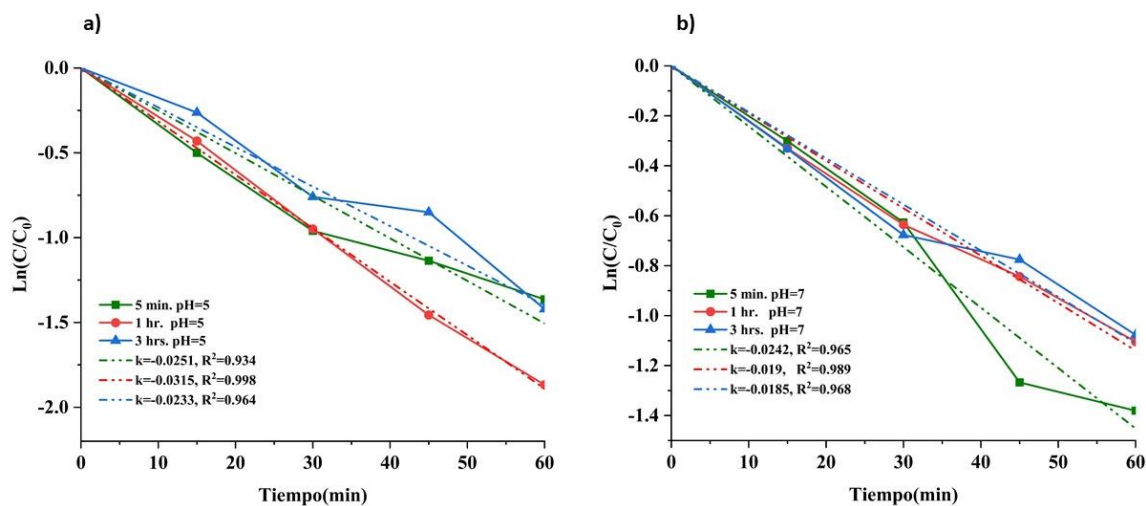 a)
0.0
-0.5
-1.0
-1.5
-2.0
Ln(C/C0)
5 min. pH=5
1 hr. pH=5
3 hrs. pH=5
k=-0.0251, R²=0.934
k=-0.0315, R²=0.998
k=-0.0233, R²=0.964
0 10 20 30 40 50 60
Tiempo(min)
b)
0.0
-0.2
-0.4
-0.6
-0.8
-1.0
-1.2
-1.4
Ln(C/C₀)
5 min. pH=7
1 hr. pH=7
3 hrs. pH=7
k=-0.0242, R²=0.965
k=-0.019, R²=0.989
k=-0.0185, R²=0.968
0 10 20 30 40 50 60
Tiempo(min)